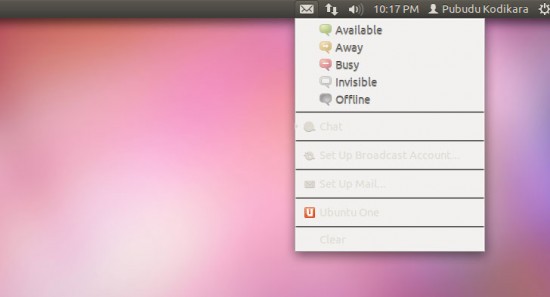 10:17 PM Pubudu Kodikara
Available
Away
Busy
Invisible
Offline
Chat
Set Up Broadcast Account...
Set Up Mail...
Ubuntu One
Clear